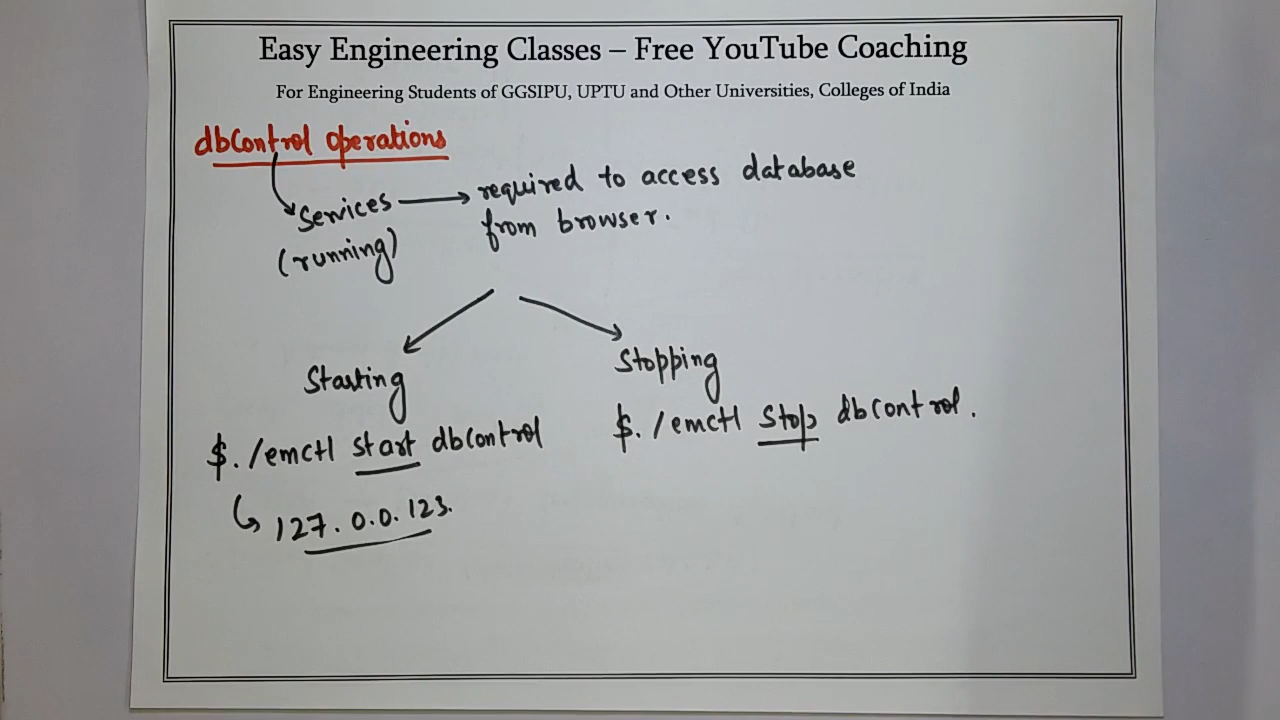 Easy Engineering Classes – Free YouTube Coaching
For Engineering Students of GGSIPU, UPTU and Other Universities, Colleges of India
dbControl operations
Services → required to access database
(running) from browser.
Starting
Stopping
$. /emctl start dbControl
$. /emctl stop dbControl.
127.0.0.123.